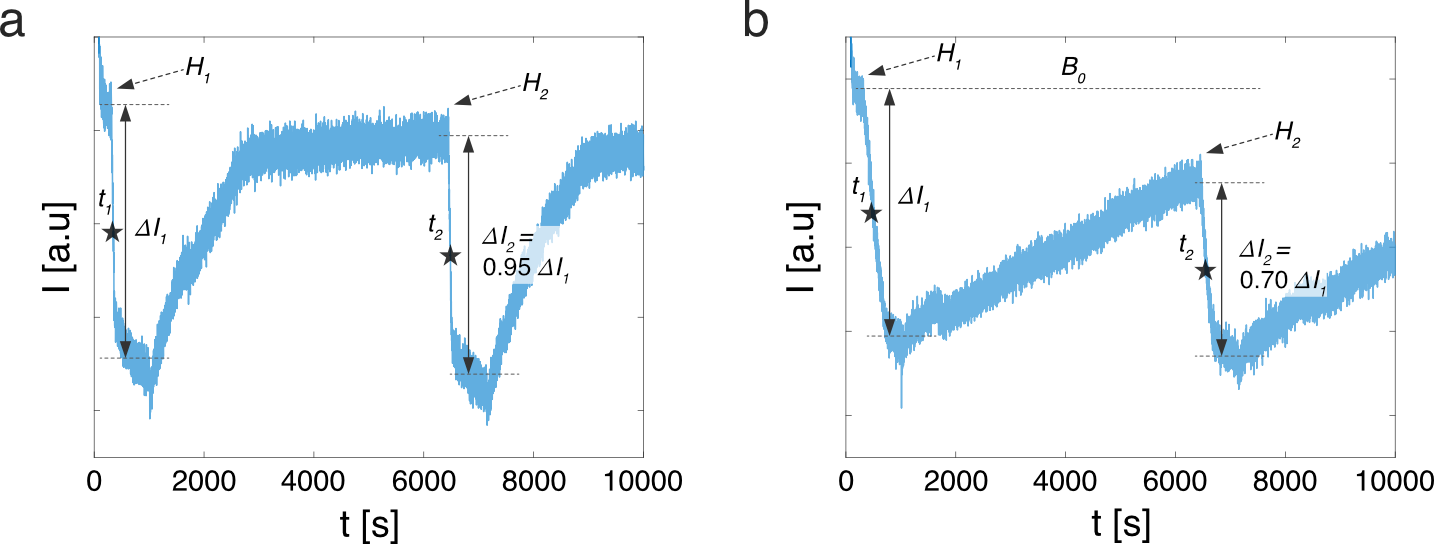 a
H1
t1
ΔI1
H2
t2
ΔI2=
0.95 ΔI1
I [a.u]
0
2000
4000
6000
8000
10000
t [s]
b
H1
B0
H2
t1
ΔI1
t2
ΔI2=
0.70 ΔI1
I [a.u]
0
2000
4000
6000
8000
10000
t [s]